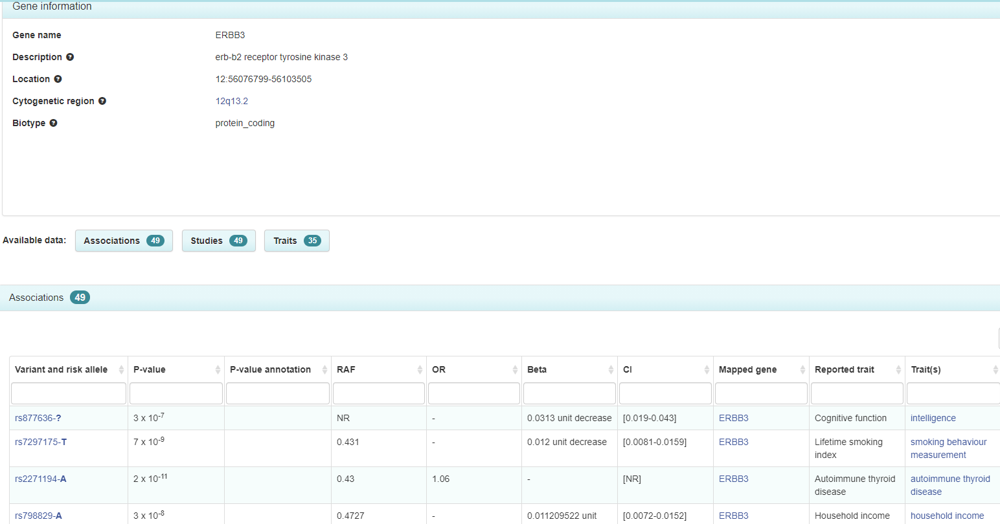 Gene information
Gene name ERBB3
Description erb-b2 receptor tyrosine kinase 3
Location 12:56076799-56103505
Cytogenetic region 12q13.2
Biotype protein_coding
Available data: Associations 49 Studies 49 Traits 35
Associations 49
Variant and risk allele P-value P-value annotation RAF OR Beta CI Mapped gene Reported trait Trait(s)
rs877636-? 3 x 10-7 NR - 0.0313 unit decrease [0.019-0.043] ERBB3 Cognitive function intelligence
rs7297175-T 7 x 10-9 0.431 - 0.012 unit decrease [0.0081-0.0159] ERBB3 Lifetime smoking smoking behaviour
index measurement
rs2271194-A 2 x 10-11 0.43 1.06 - [NR] ERBB3 Autoimmune thyroid autoimmune thyroid
disease disease
rs798829-A 3 x 10-8 0.4727 - 0.011209522 unit [0.0072-0.0152] ERBB3 Household income household income